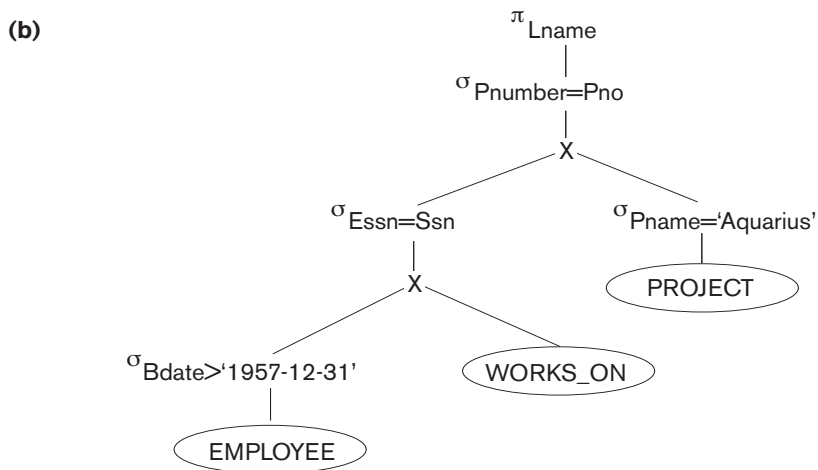 (b)
π Lname
σ Pnumber=Pno
X
σ Essn=Ssn
σ Pname=‘Aquarius’
X
PROJECT
σ Bdate>‘1957-12-31’
WORKS_ON
EMPLOYEE